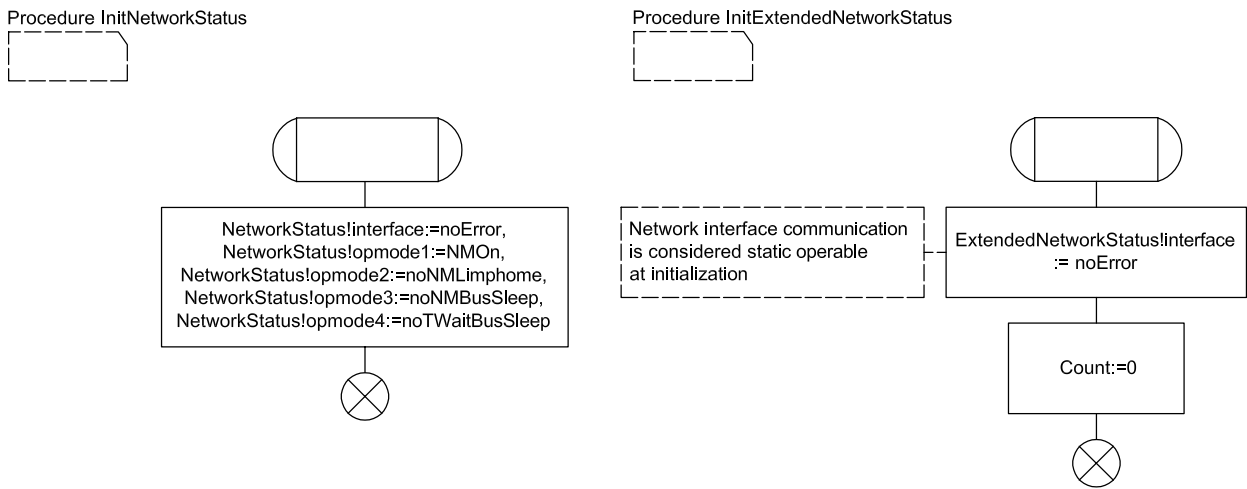 Procedure InitNetworkStatus
NetworkStatus!interface:=noError,
NetworkStatus!opmode1:=NMOn,
NetworkStatus!opmode2:=noNMLimphome,
NetworkStatus!opmode3:=noNMBusSleep,
NetworkStatus!opmode4:=noTWaitBusSleep
Procedure InitExtendedNetworkStatus
Network interface communication
is considered static operable
at initialization
ExtendedNetworkStatus!interface
:= noError
Count:=0